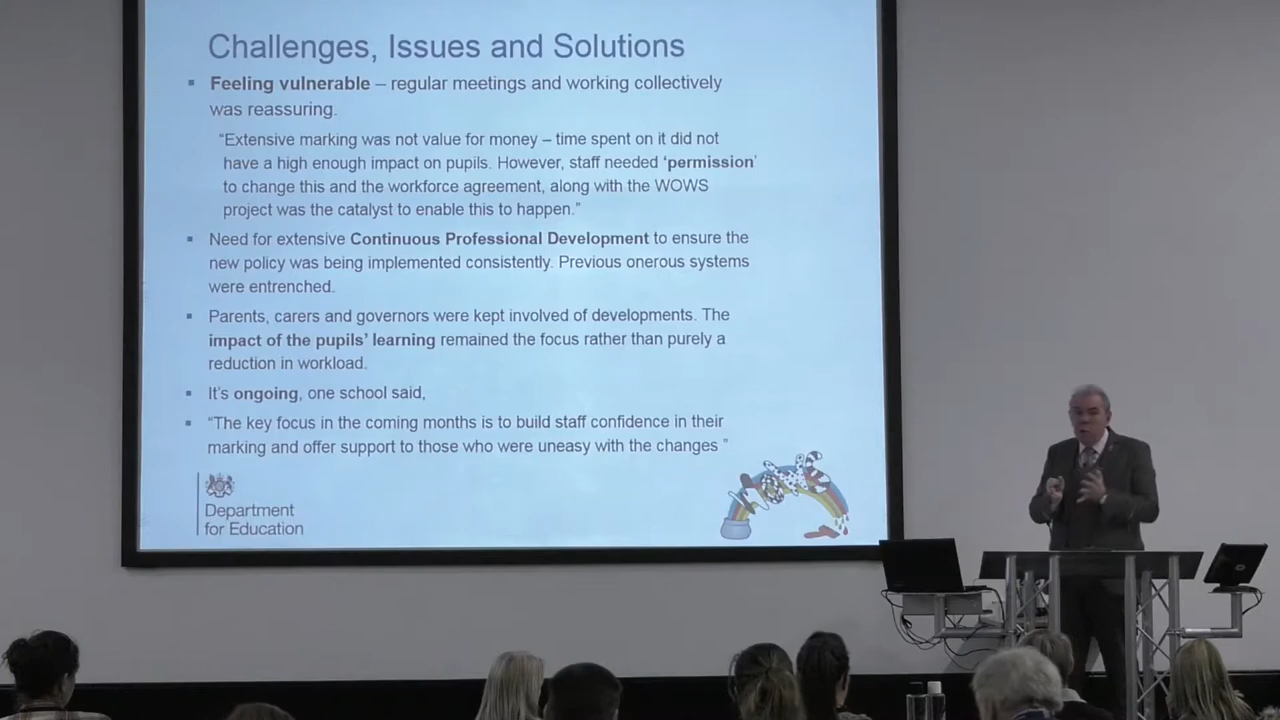 Challenges, Issues and Solutions
▪ Feeling vulnerable – regular meetings and working collectively
was reassuring.
“Extensive marking was not value for money – time spent on it did not
have a high enough impact on pupils. However, staff needed ‘permission’
to change this and the workforce agreement, along with the WOWS
project was the catalyst to enable this to happen.”
▪ Need for extensive Continuous Professional Development to ensure the
new policy was being implemented consistently. Previous onerous systems
were entrenched.
▪ Parents, carers and governors were kept involved of developments. The
impact of the pupils’ learning remained the focus rather than purely a
reduction in workload.
▪ It’s ongoing, one school said,
▪ “The key focus in the coming months is to build staff confidence in their
marking and offer support to those who were uneasy with the changes ”
Department
for Education